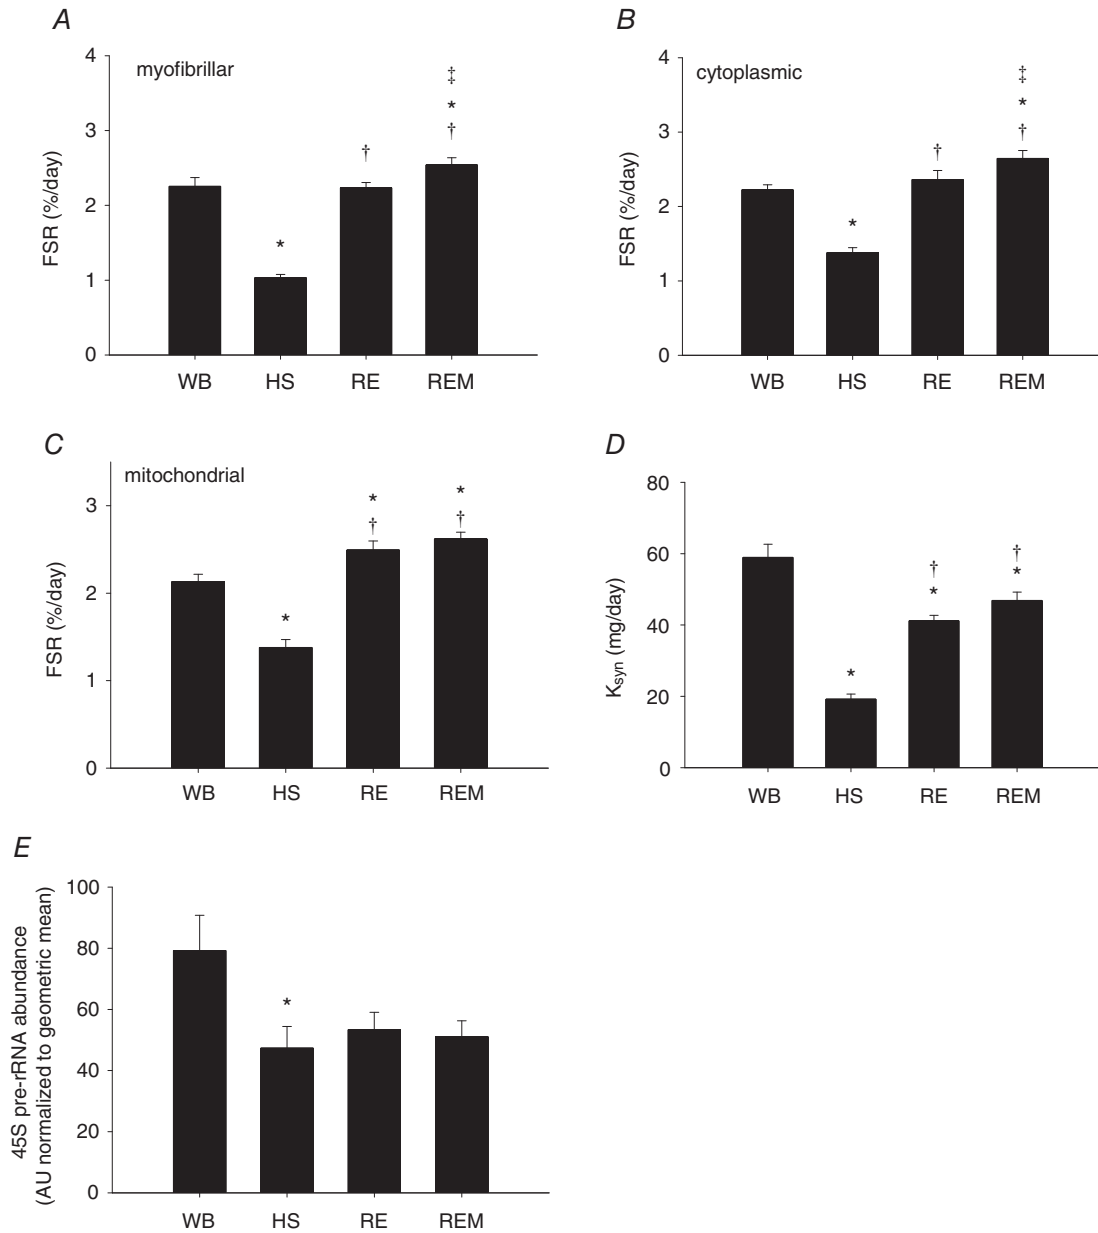 A
myofibrillar
FSR (%/day)
4
3
2
1
0
*
†
‡
*
†
WB HS RE REM
B
cytoplasmic
FSR (%/day)
4
3
2
1
0
*
†
‡
*
†
WB HS RE REM
C
mitochondrial
FSR (%/day)
3
2
1
0
*
*
†
*
†
WB HS RE REM
D
Ksyn (mg/day)
80
60
40
20
0
*
†
*
†
*
WB HS RE REM
E
45S pre-rRNA abundance
(AU normalized to geometric mean)
100
80
60
40
20
0
*
WB HS RE REM